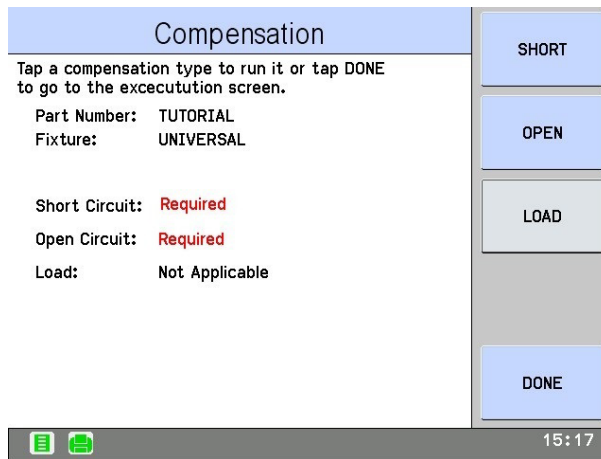 Compensation
Tap a compensation type to run it or tap DONE
to go to the excecutution screen.
Part Number: TUTORIAL
Fixture: UNIVERSAL
Short Circuit: Required
Open Circuit: Required
Load: Not Applicable
SHORT
OPEN
LOAD
DONE
15:17